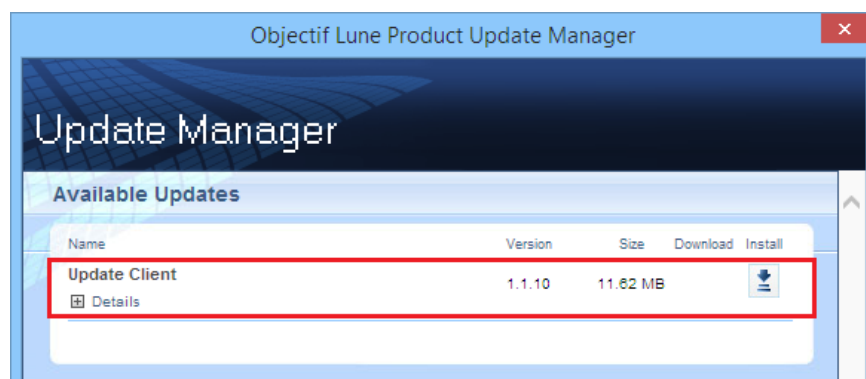 Objectif Lune Product Update Manager
Update Manager
Available Updates
Name Version Size Download Install
Update Client 1.1.10 11.62 MB
Details